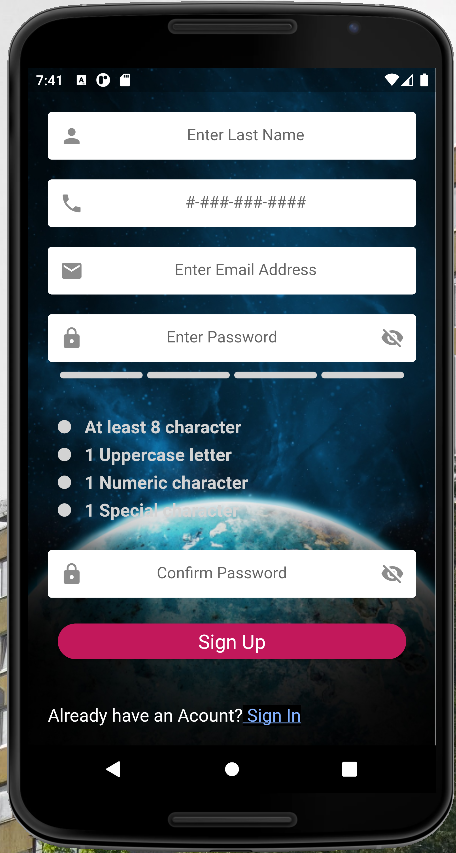 7:41
Enter Last Name
#-###-###-####
Enter Email Address
Enter Password
At least 8 character
1 Uppercase letter
1 Numeric character
1 Special character
Confirm Password
Sign Up
Already have an Acount? Sign In